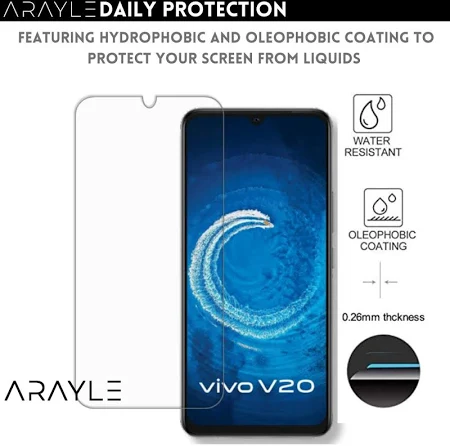 ARAYLE DAILY PROTECTION
FEATURING HYDROPHOBIC AND OLEOPHOBIC COATING TO
PROTECT YOUR SCREEN FROM LIQUIDS
WATER
RESISTANT
OLEOPHOBIC
COATING
0.26mm thckness
vivo V20
ARAYLE